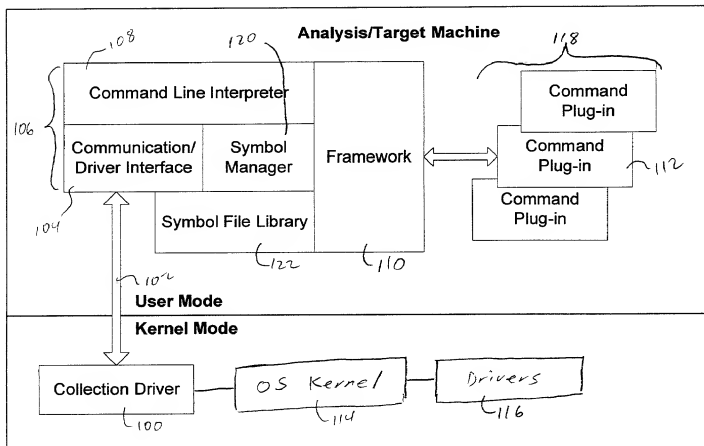 Analysis/Target Machine
108
120
118
106
Command Line Interpreter
Communication/
Driver Interface
Symbol
Manager
Framework
Command
Plug-in
Command
Plug-in
112
Command
Plug-in
104
Symbol File Library
122
110
102
User Mode
Kernel Mode
Collection Driver
100
OS Kernel
114
Drivers
116